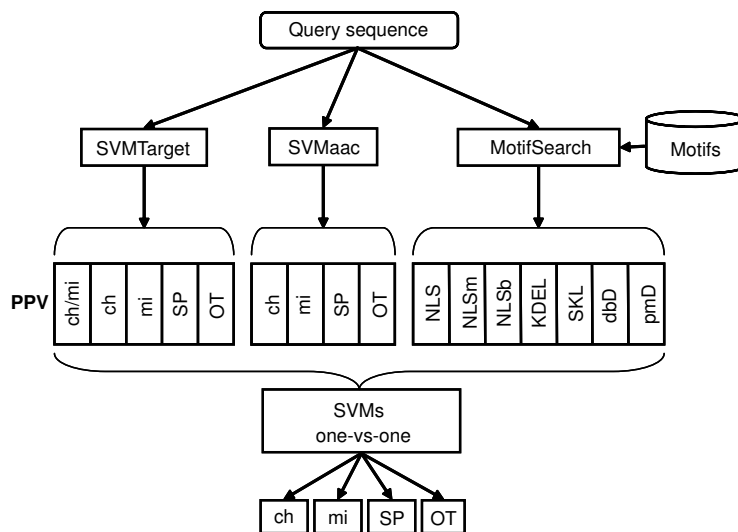 Query sequence
SVMTarget
SVMaac
MotifSearch
Motifs
PPV
ch/mi
ch
mi
SP
OT
ch
mi
SP
OT
NLS
NLSm
NLSb
KDEL
SKL
dbD
pmD
SVMs
one-vs-one
ch
mi
SP
OT